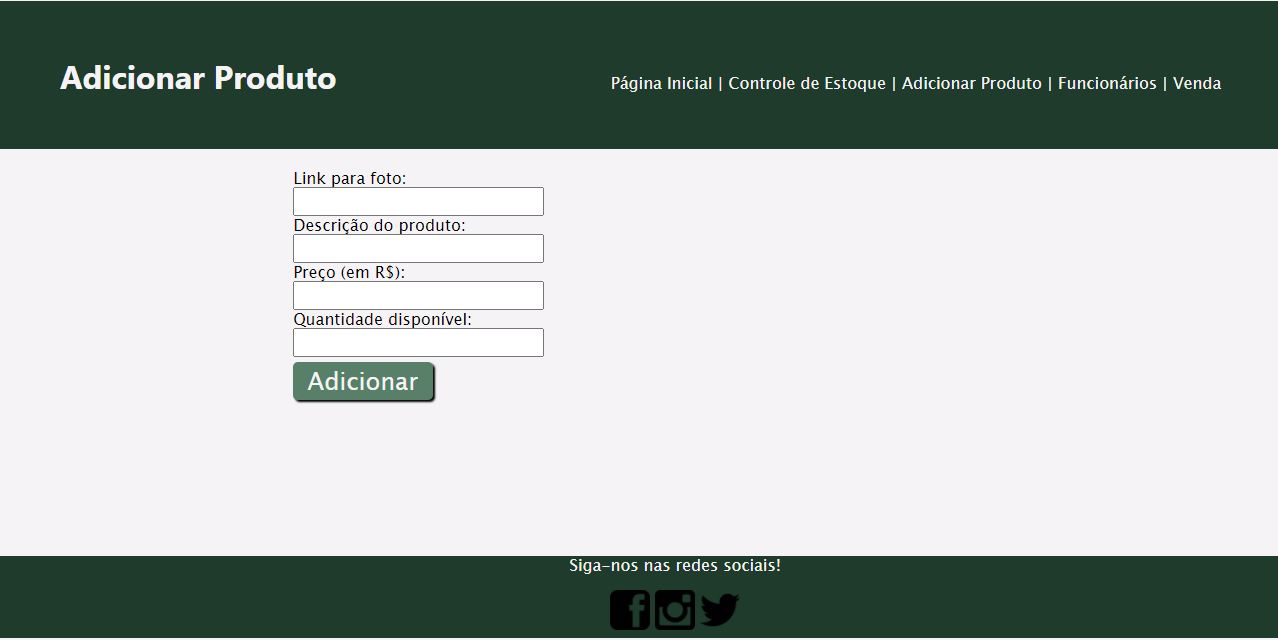 Adicionar Produto
Página Inicial | Controle de Estoque | Adicionar Produto | Funcionários | Venda
Link para foto:
Descrição do produto:
Preço (em R$):
Quantidade disponível:
Adicionar
Siga-nos nas redes sociais!